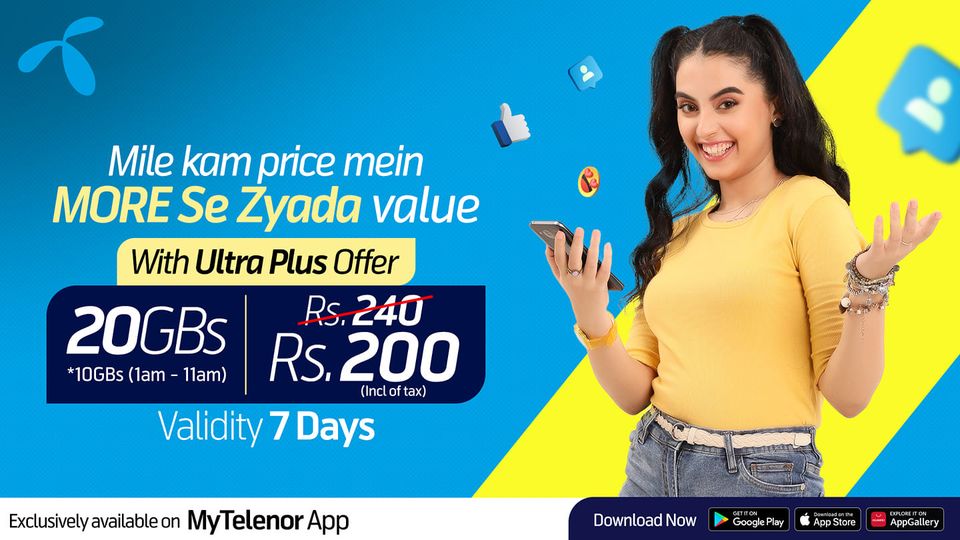 Mile kam price mein
MORE Se Zyada value
With Ultra Plus Offer
20GBs
*10GBs (1am - 11am)
Rs. 240
Rs. 200
(Incl of tax)
Validity 7 Days
Exclusively available on MyTelenor App
Download Now
GET IT ON
Google Play
Download on the
App Store
HUAWEI
EXPLORE IT ON
AppGallery